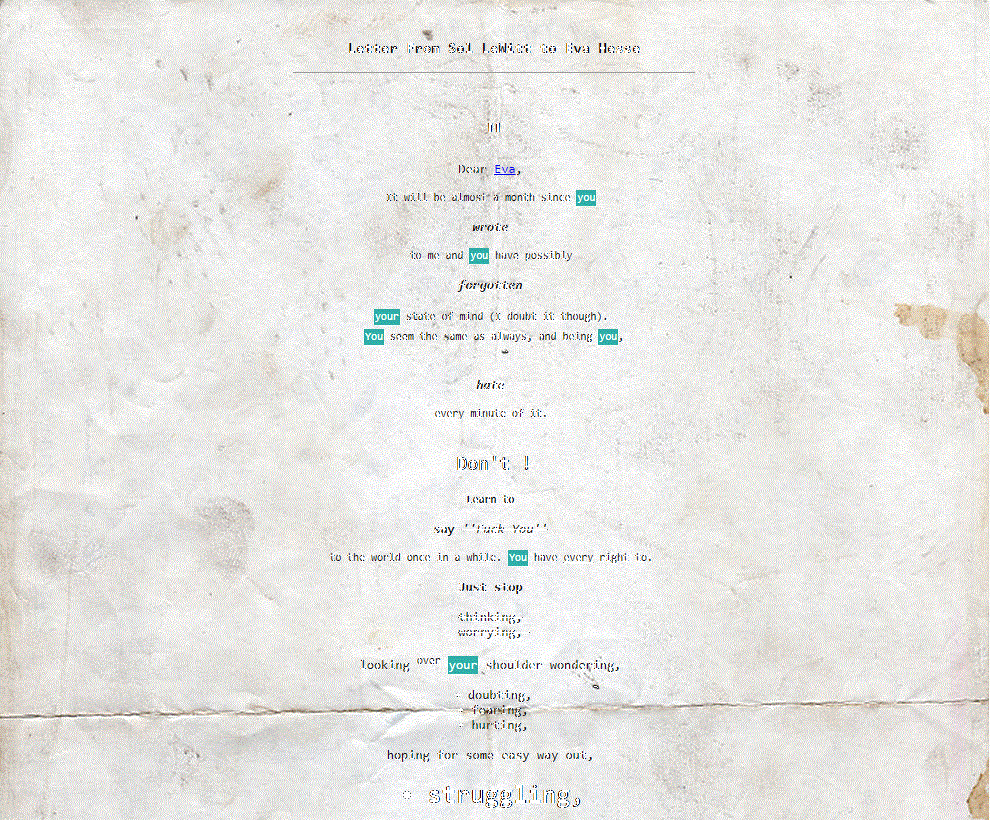 Letter From Sol LeWitt to Eva Hesse
Dear Eva,
It will be almost a month since you
wrote
to me and you have possibly
forgotten
your state of mind (I doubt it though).
You seem the same as always, and being you,
hate
every minute of it.
Don't !
Learn to
say ''Fuck You''
to the world once in a while. You have every right to.
Just stop
thinking,
worrying,
looking over your shoulder wondering,
- doubting,
- fearing,
- hurting,
hoping for some easy way out,
struggling,